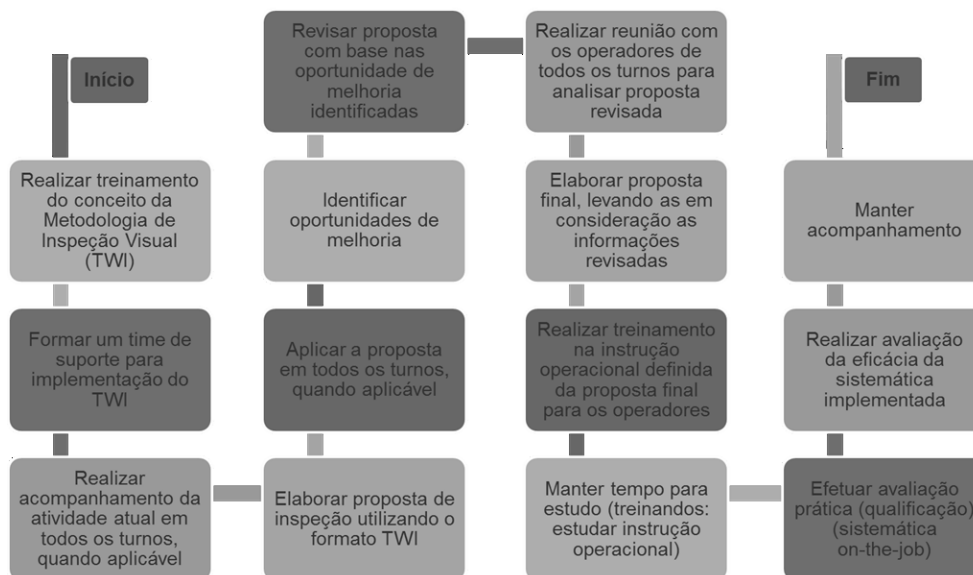 Início
Realizar treinamento
do conceito da
Metodologia de
Inspeção Visual
(TWI)
Formar um time de
suporte para
implementação do
TWI
Realizar
acompanhamento da
atividade atual em
todos os turnos,
quando aplicável
Elaborar proposta de
inspeção utilizando o
formato TWI
Aplicar a proposta
em todos os turnos,
quando aplicável
Identificar
oportunidades de
melhoria
Revisar proposta
com base nas
oportunidade de
melhoria
identificadas
Realizar reunião com
os operadores de
todos os turnos para
analisar proposta
revisada
Elaborar proposta
final, levando as em
consideração as
informações
revisadas
Realizar treinamento
na instrução
operacional definida
da proposta final
para os operadores
Manter tempo para
estudo (treinandos:
estudar instrução
operacional)
Efetuar avaliação
prática (qualificação)
(sistemática
on-the-job)
Realizar avaliação
da eficácia da
sistemática
implementada
Manter
acompanhamento
Fim